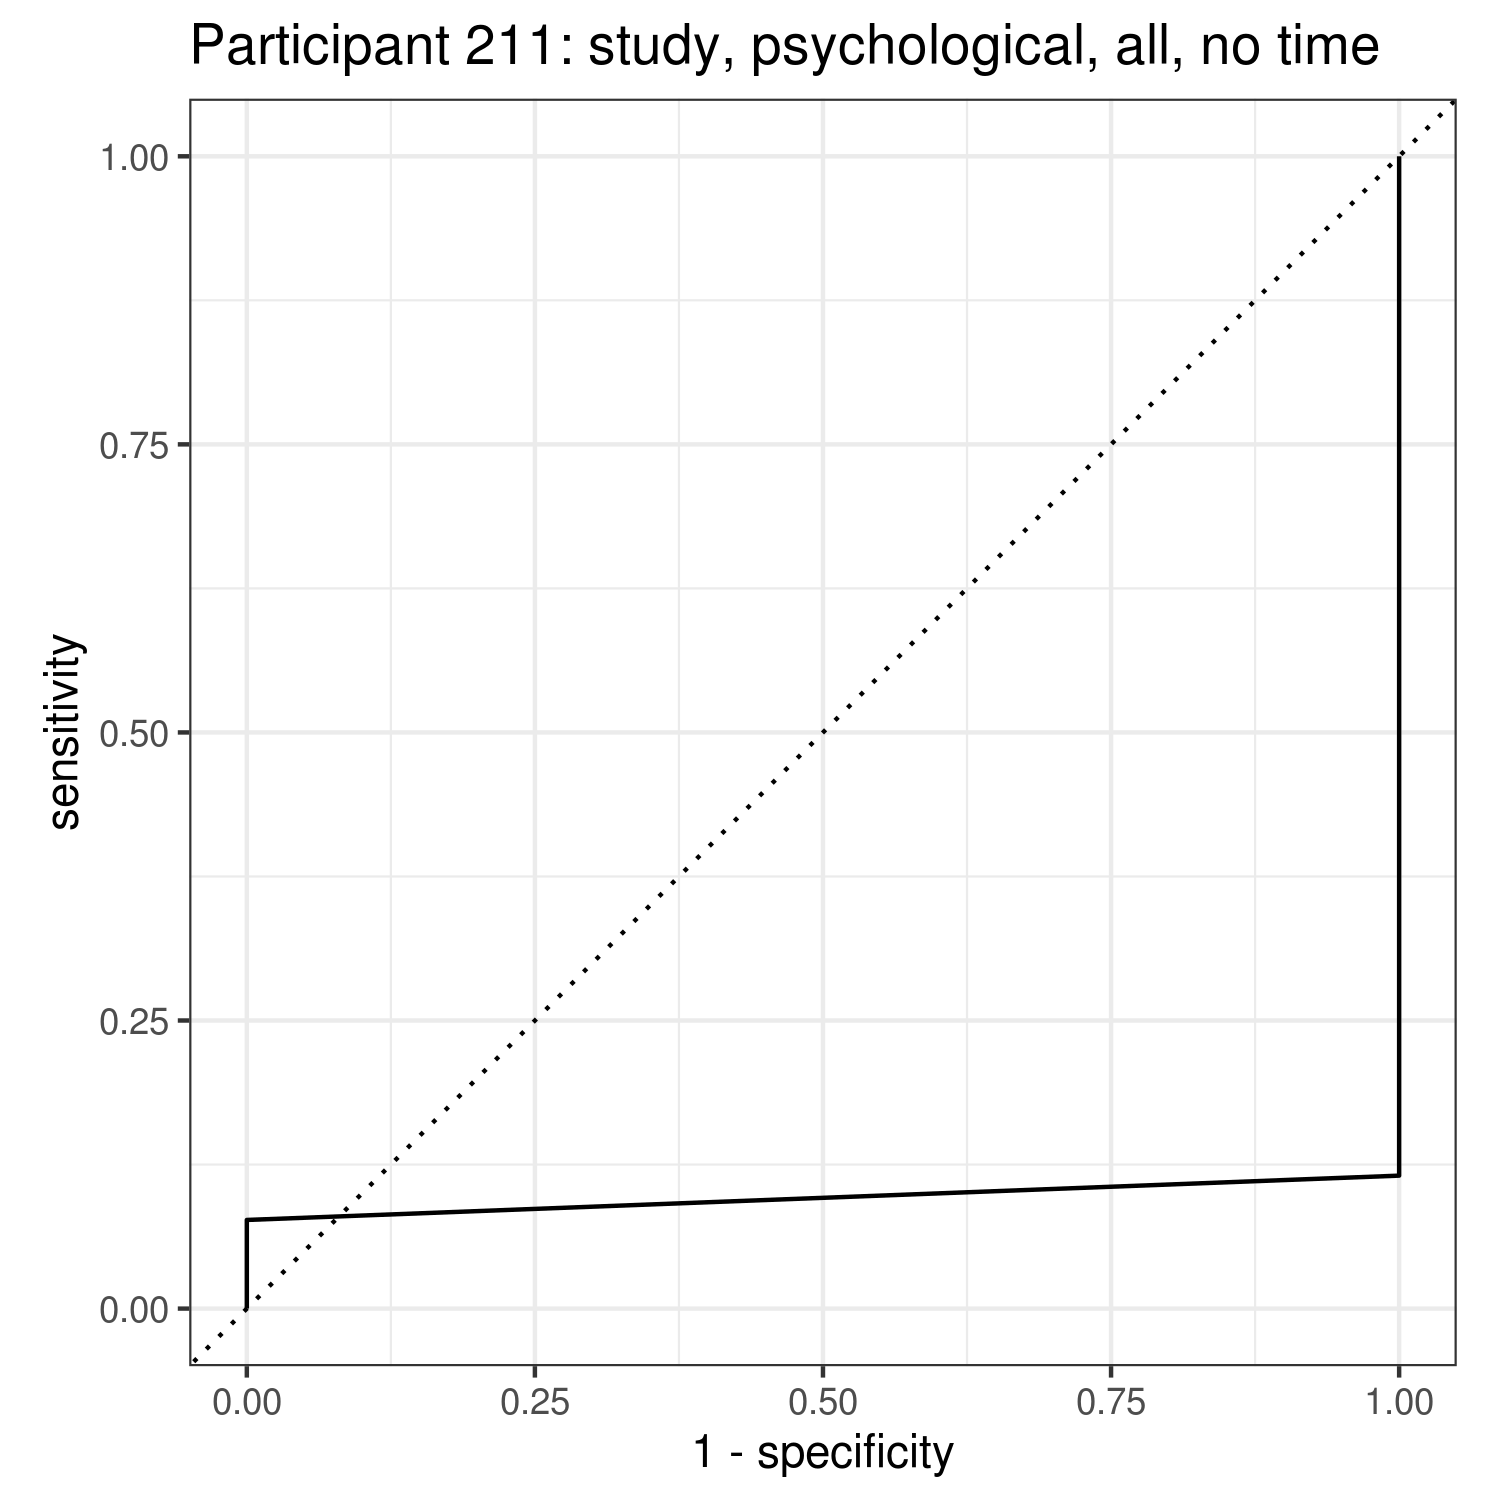 Participant 211: study, psychological, all, no time
sensitivity
1.00
0.75
0.50
0.25
0.00
0.00 0.25 0.50 0.75 1.00
1 - specificity